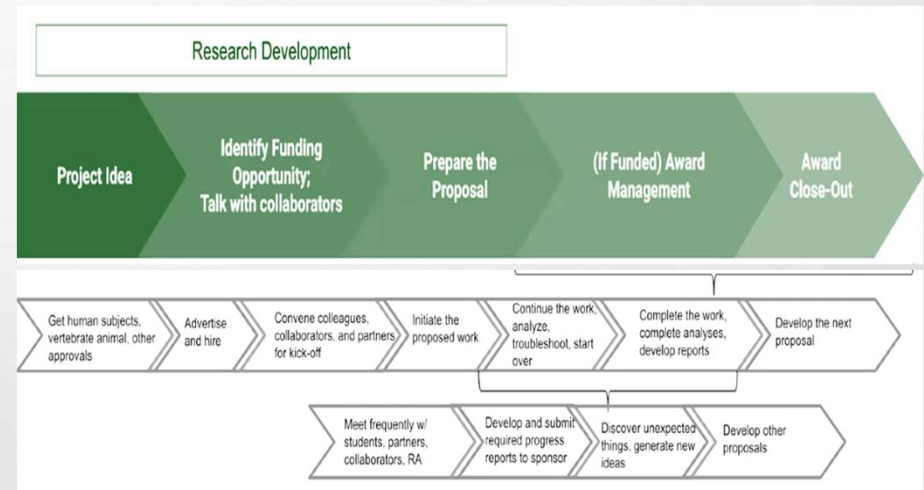 Research Development
Project Idea
Identify Funding
Opportunity;
Talk with collaborators
Prepare the
Proposal
(If Funded) Award
Management
Award
Close-Out
Get human subjects,
vertebrate animal, other
approvals
Advertise
and hire
Convene colleagues,
collaborators, and partners
for kick-off
Initiate the
proposed work
Continue the work,
analyze,
troubleshoot, start
over
Complete the work,
complete analyses,
develop reports
Develop the next
proposal
Meet frequently w/
students, partners,
collaborators, RA
Develop and submit
required progress
reports to sponsor
Discover unexpected
things, generate new
ideas
Develop other
proposals